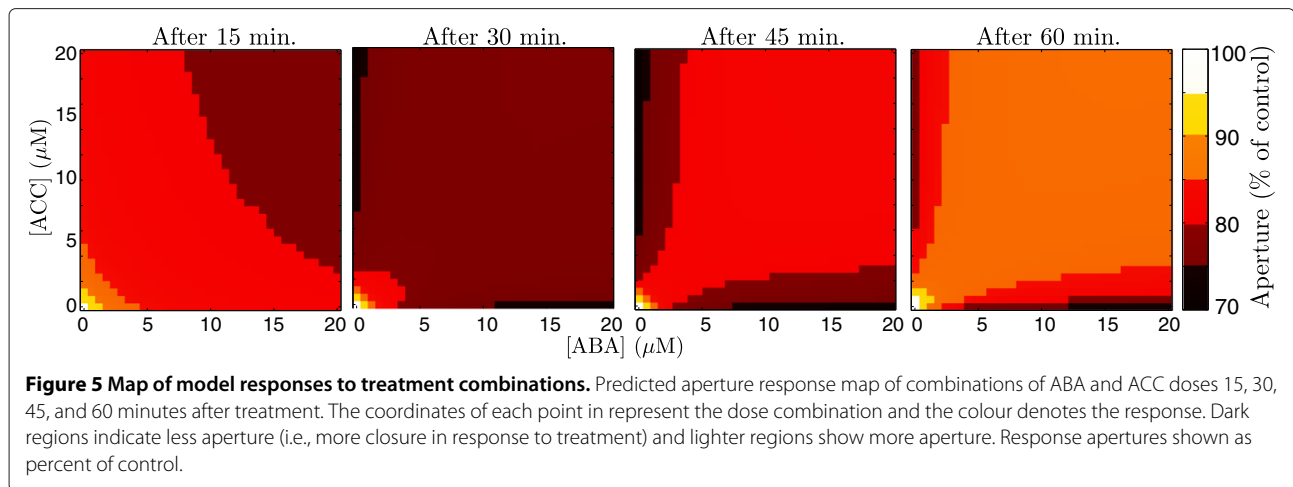 After 15 min. After 30 min. After 45 min. After 60 min.
20 15 10 5 0
[ACC] (μM)
0 5 10 15 20 0 5 10 15 20 0 5 10 15 20 0 5 10 15 20
[ABA] (μM)
100 90 80 70
Aperture (% of control)
Figure 5 Map of model responses to treatment combinations. Predicted aperture response map of combinations of ABA and ACC doses 15, 30,
45, and 60 minutes after treatment. The coordinates of each point in represent the dose combination and the colour denotes the response. Dark
regions indicate less aperture (i.e., more closure in response to treatment) and lighter regions show more aperture. Response apertures shown as
percent of control.